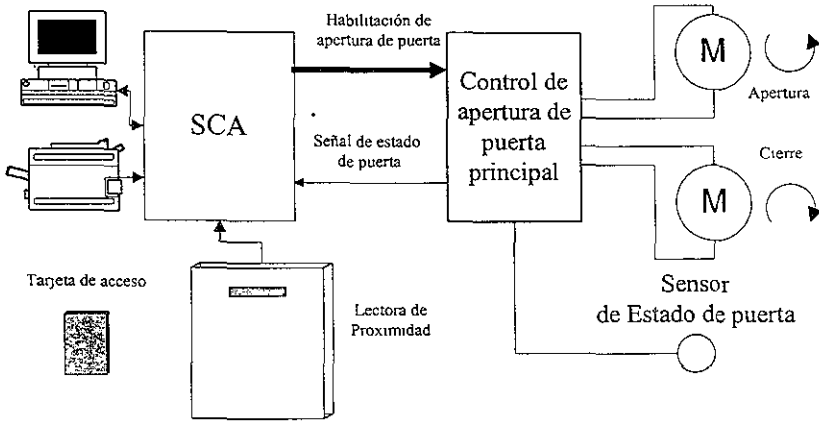 Habilitación de
apertura de puerta
SCA
Señal de estado
de puerta
Control de
apertura de
puerta
principal
M
Apertura
Cierre
M
Sensor
de Estado de puerta
Tarjeta de acceso
Lectora de
Proximidad